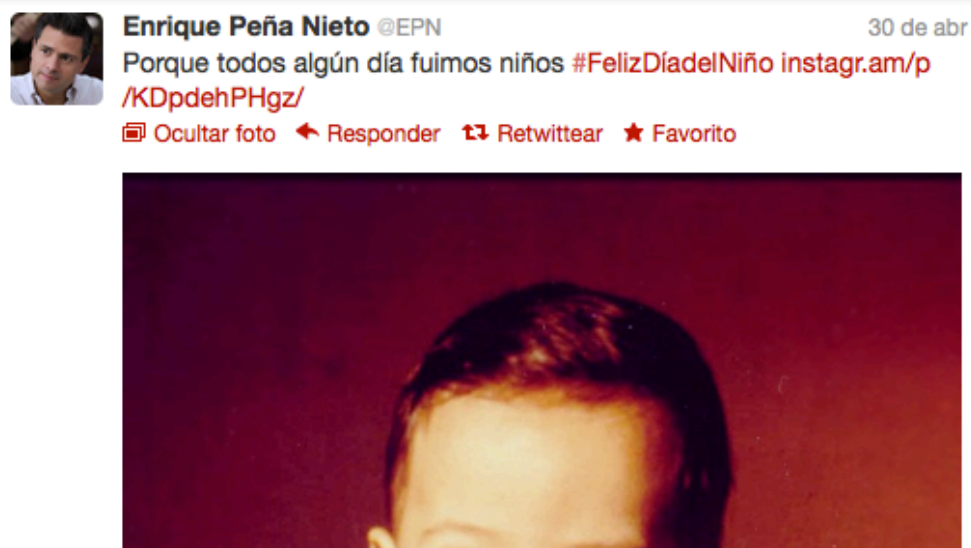 Enrique Peña Nieto @EPN 30 de abr
Porque todos algún día fuimos niños #FelizDíadelNiño instagr.am/p
/KDpdehPHgz/
Ocultar foto Responder Retwittear Favorito